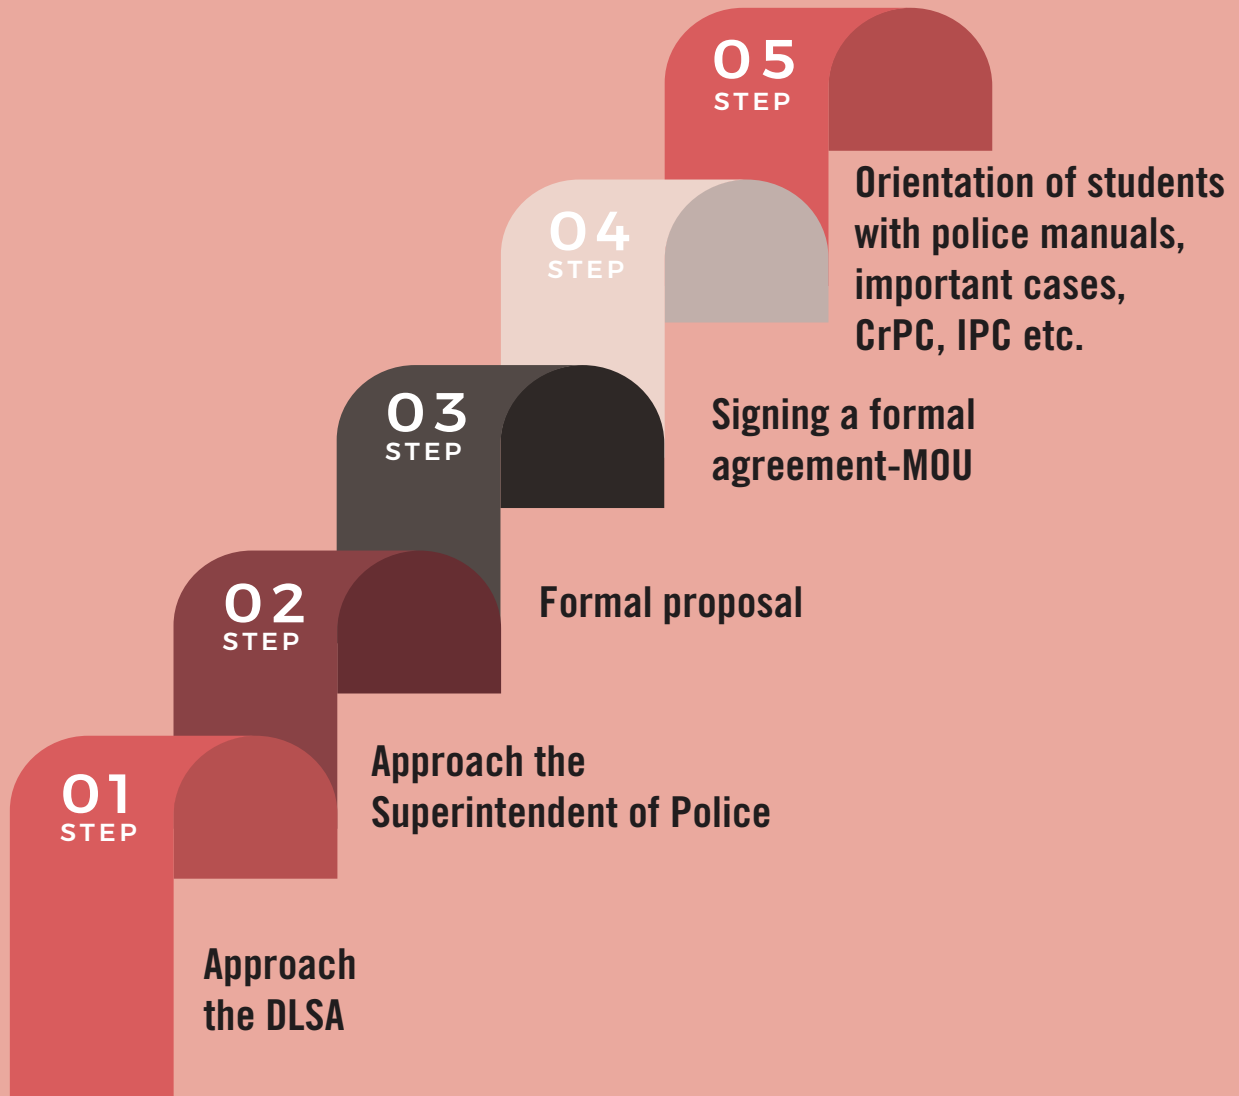 05
STEP
Orientation of students
with police manuals,
important cases,
CrPC, IPC etc.
04
STEP
Signing a formal
agreement-MOU
03
STEP
Formal proposal
02
STEP
Approach the
Superintendent of Police
01
STEP
Approach
the DLSA